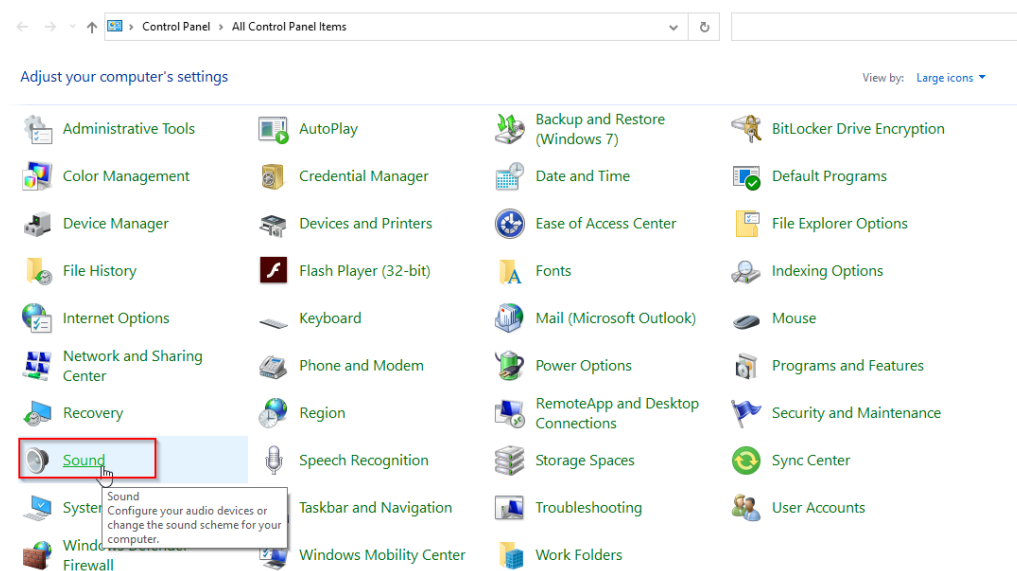 Control Panel > All Control Panel Items
Adjust your computer's settings
View by: Large icons
Administrative Tools
AutoPlay
Backup and Restore
(Windows 7)
BitLocker Drive Encryption
Color Management
Credential Manager
Date and Time
Default Programs
Device Manager
Devices and Printers
Ease of Access Center
File Explorer Options
File History
Flash Player (32-bit)
Fonts
Indexing Options
Internet Options
Keyboard
Mail (Microsoft Outlook)
Mouse
Network and Sharing
Center
Phone and Modem
Power Options
Programs and Features
Recovery
Region
RemoteApp and Desktop
Connections
Security and Maintenance
Sound
Speech Recognition
Storage Spaces
Sync Center
Sound
Configure your audio devices or
change the sound scheme for your
computer.
Taskbar and Navigation
Troubleshooting
User Accounts
Firewall
Windows Mobility Center
Work Folders